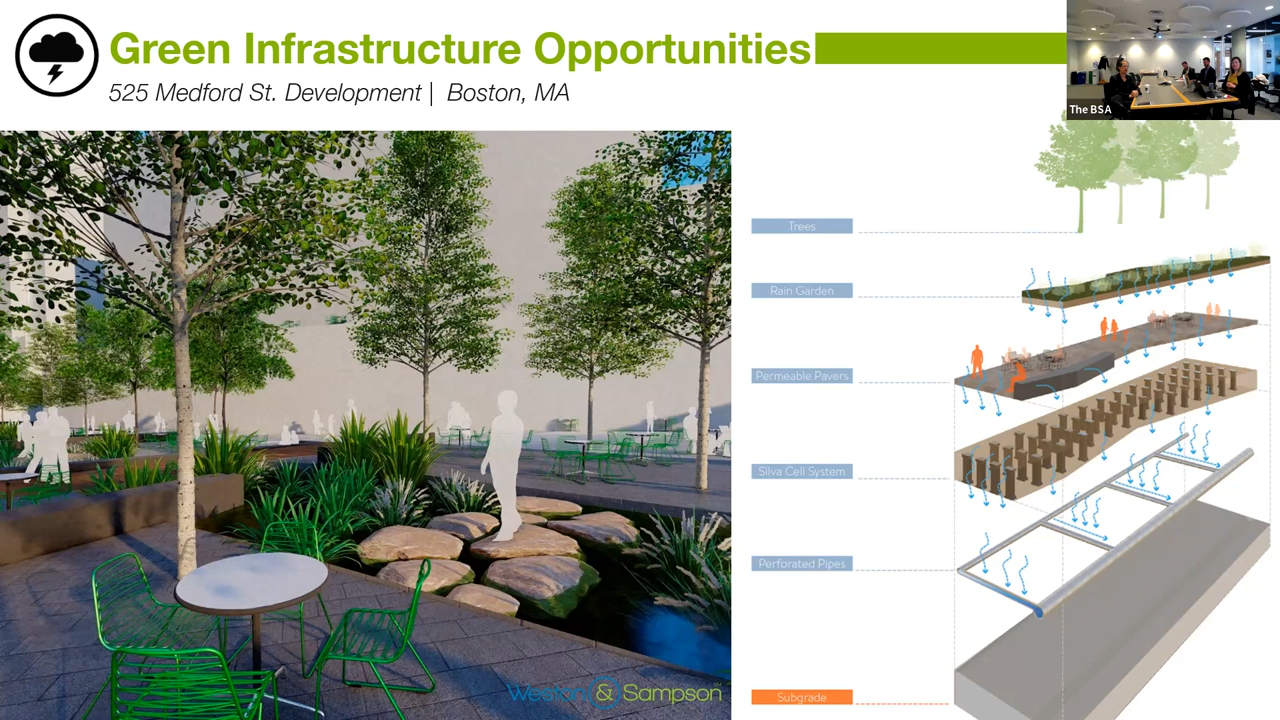 Green Infrastructure Opportunities
525 Medford St. Development | Boston, MA
The BSA
Trees
Rain Garden
Permeable Pavers
Silva Cell System
Perforated Pipes
Subgrade
Weston & Sampson℠